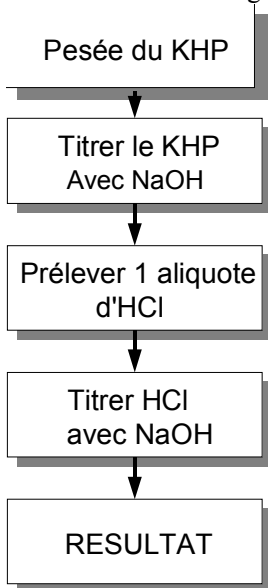 Pesée du KHP
Titrer le KHP
Avec NaOH
Prélever 1 aliquote
d'HCl
Titrer HCl
avec NaOH
RESULTAT